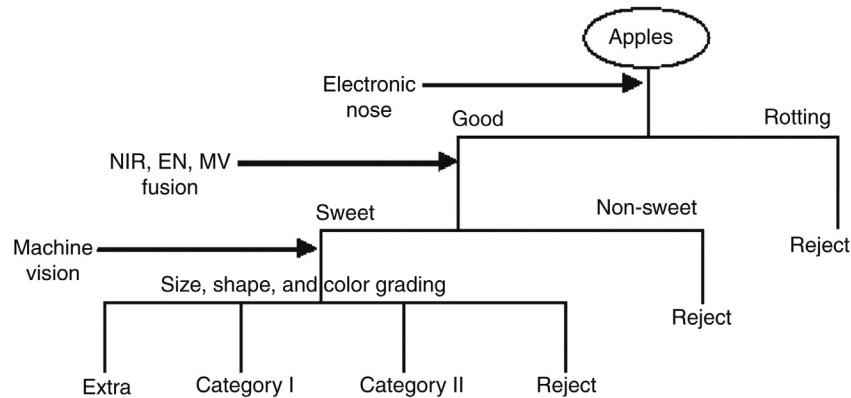 Apples
Electronic
nose
Good
Rotting
NIR, EN, MV
fusion
Sweet
Non-sweet
Reject
Machine
vision
Size, shape, and color grading
Reject
Extra
Category I
Category II
Reject